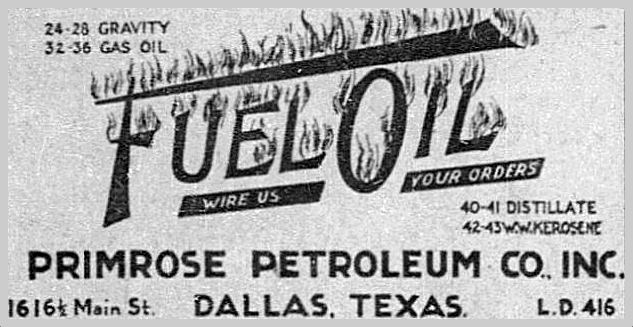 24-28 GRAVITY
32-36 GAS OIL
FUEL OIL
WIRE US YOUR ORDERS
40-41 DISTILLATE
42-43 W.W. KEROSENE
PRIMROSE PETROLEUM CO., INC.
1616½ Main St. DALLAS, TEXAS. L.D. 416